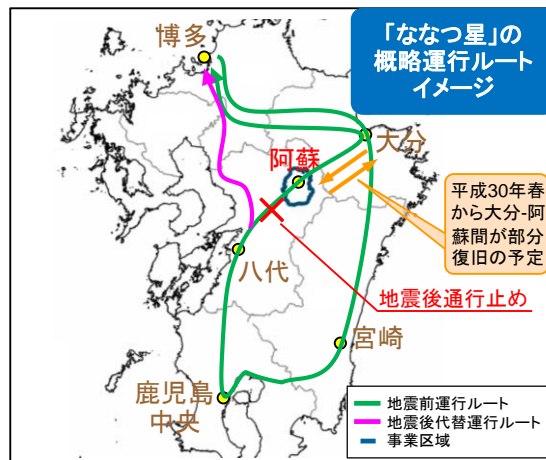 「ななつ星」の
概略運行ルート
イメージ
博多
大分
阿蘇
平成30年春
から大分-阿
蘇間が部分
復旧の予定
八代
地震後通行止め
宮崎
鹿児島
中央
地震前運行ルート
地震後代替運行ルート
事業区域